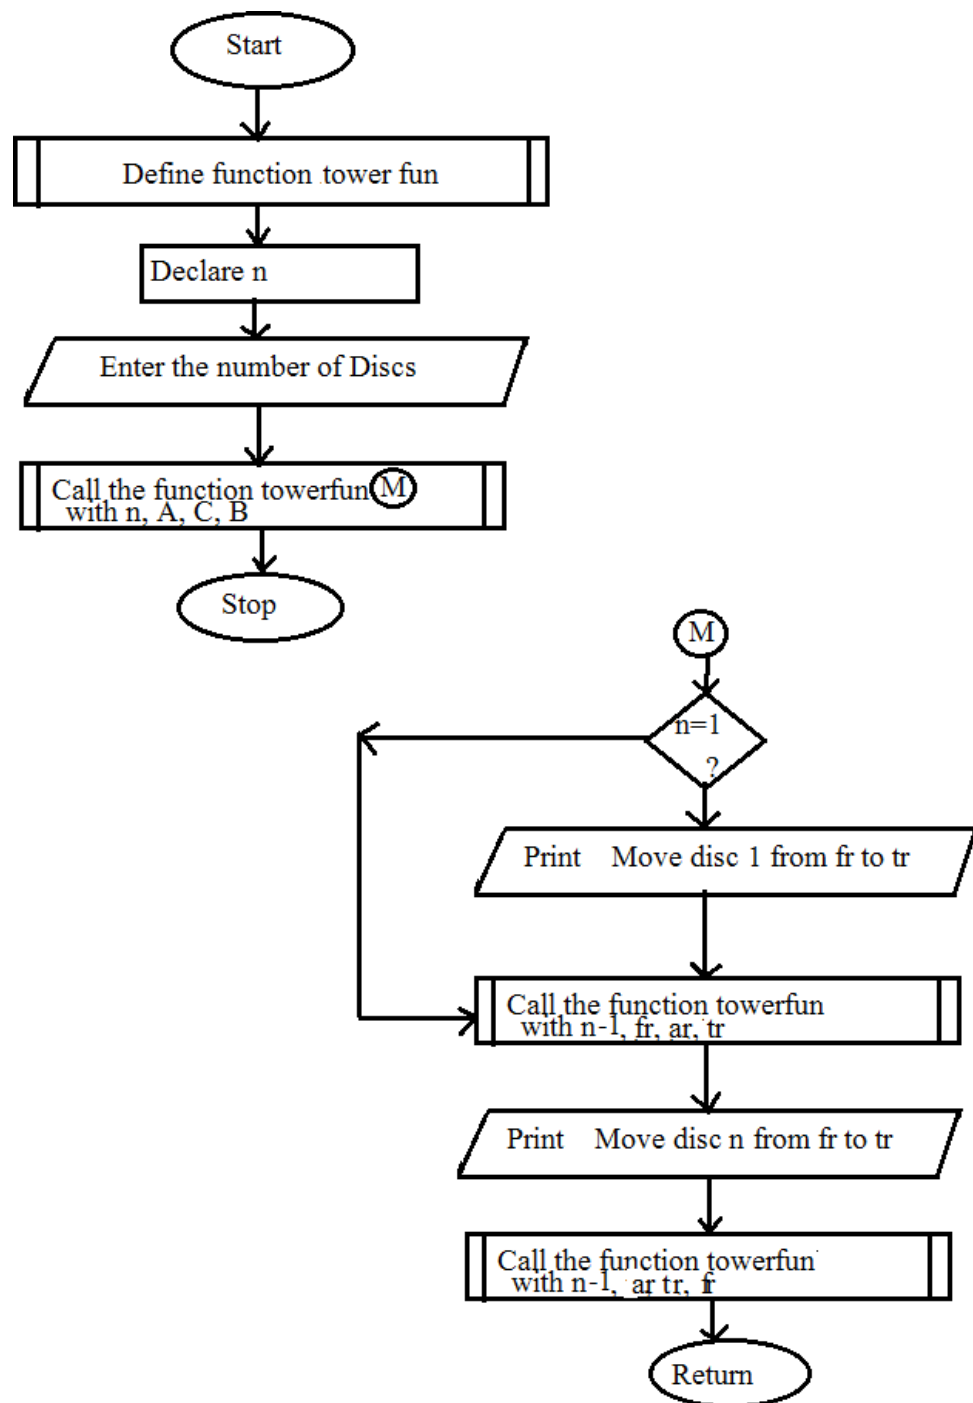 Start
Define function tower fun
Declare n
Enter the number of Discs
Call the function towerfun M
with n, A, C, B
Stop
M
n=1
?
Print Move disc 1 from fr to tr
Call the function towerfun
with n-1, fr, ar, tr
Print Move disc n from fr to tr
Call the function towerfun
with n-1, ar, tr, fr
Return